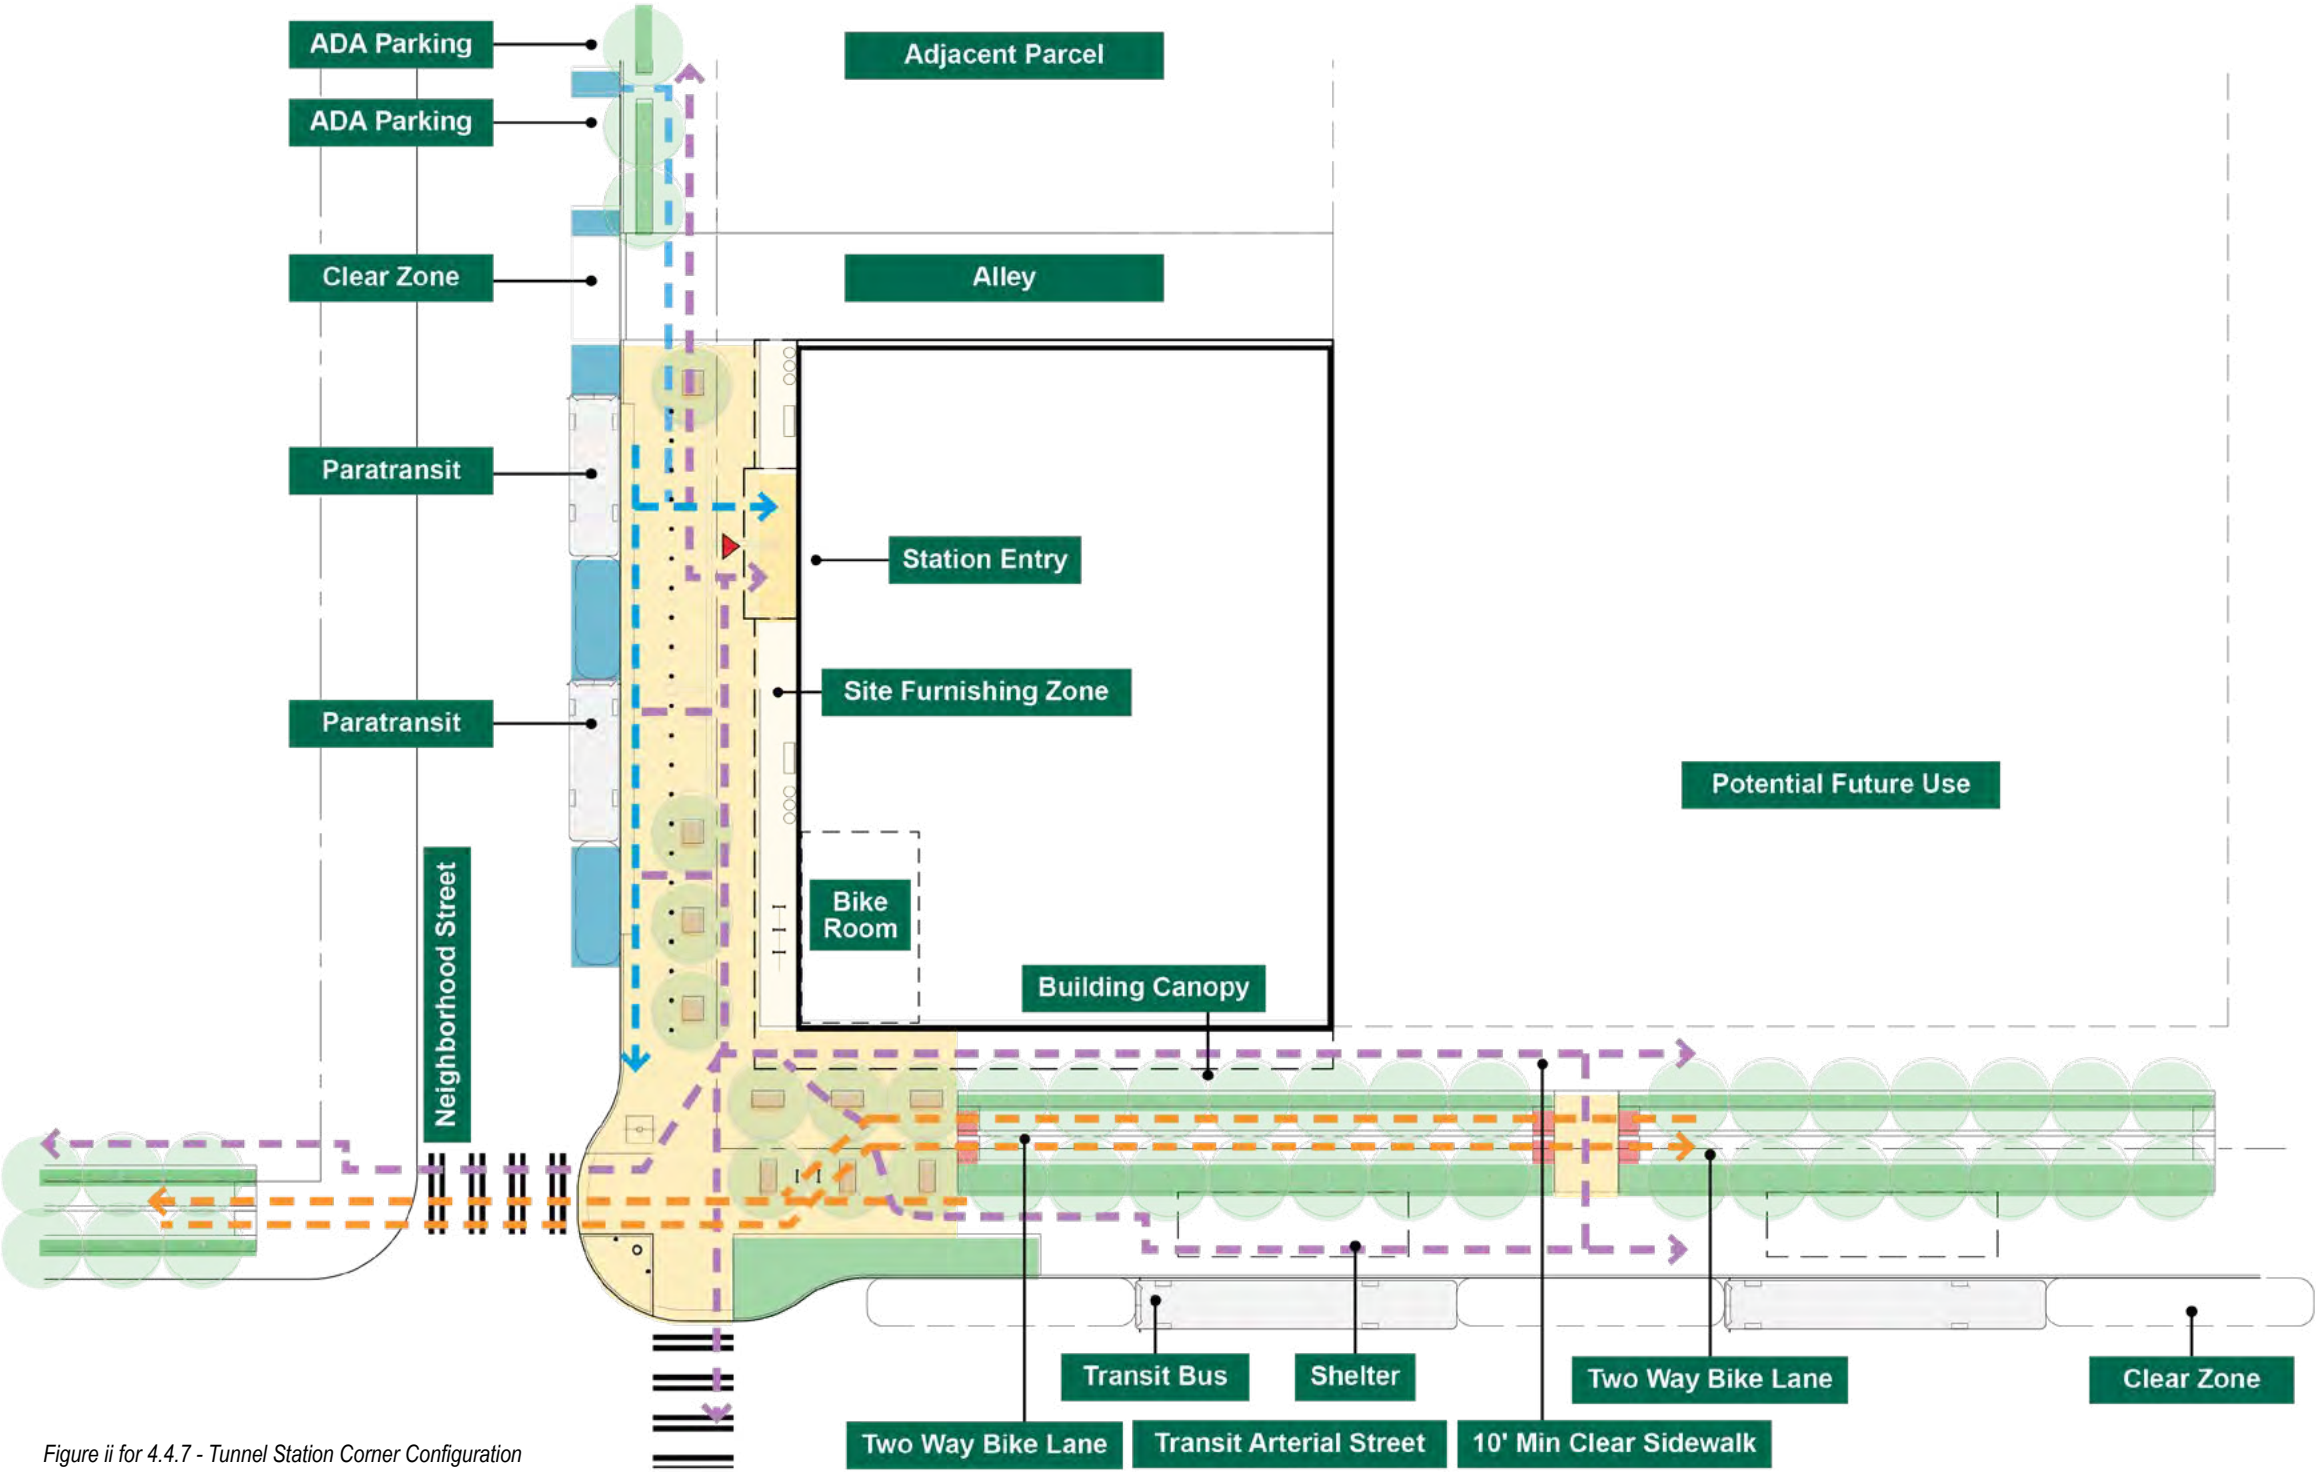 ADA Parking
Adjacent Parcel
ADA Parking
Clear Zone
Alley
Paratransit
Station Entry
Site Furnishing Zone
Paratransit
Potential Future Use
Neighborhood Street
Bike
Room
Building Canopy
Transit Bus
Shelter
Two Way Bike Lane
Clear Zone
Two Way Bike Lane
Transit Arterial Street
10' Min Clear Sidewalk
Figure ii for 4.4.7 - Tunnel Station Corner Configuration